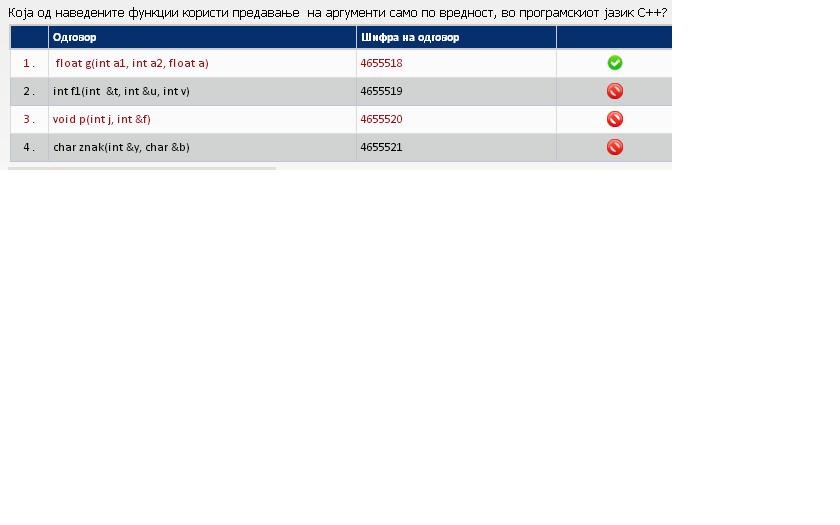 Која од наведените функции користи предавање на аргументи само по вредност, во програмскиот јазик C++?
Одговор Шифра на одговор
1. float g(int a1, int a2, float a) 4655518
2. int f1(int &t, int &u, int v) 4655519
3. void p(int j, int &f) 4655520
4. char znak(int &y, char &b) 4655521